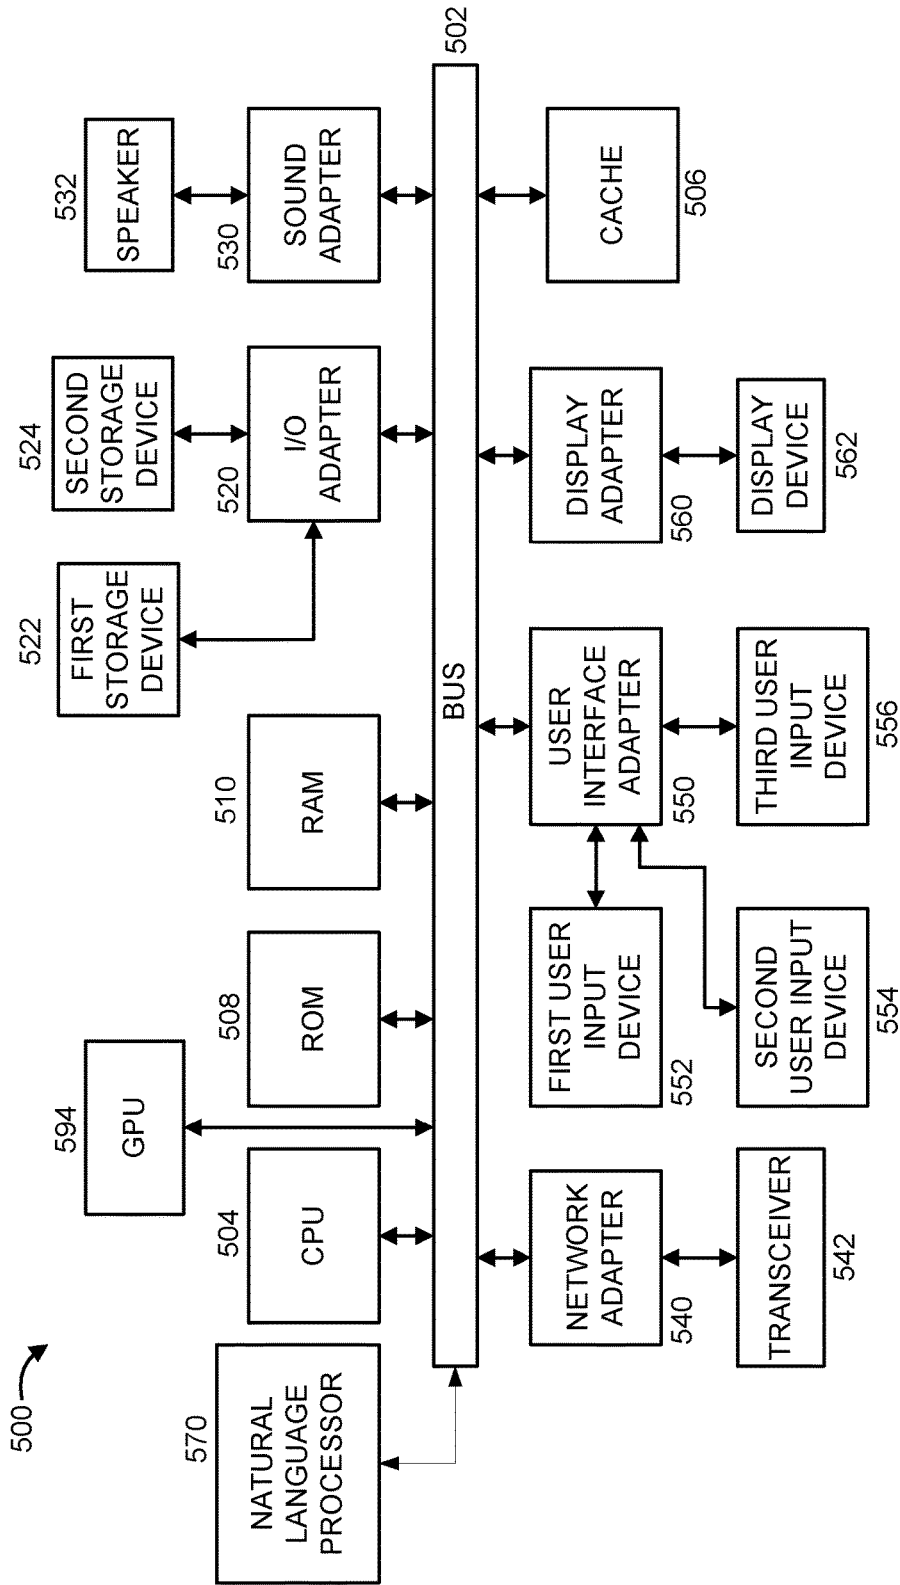 500
594
GPU
522
FIRST
STORAGE
DEVICE
524
SECOND
STORAGE
DEVICE
532
SPEAKER
570
NATURAL
LANGUAGE
PROCESSOR
504
CPU
508
ROM
510
RAM
520
I/O
ADAPTER
530
SOUND
ADAPTER
BUS
502
NETWORK
ADAPTER
540
FIRST USER
INPUT
DEVICE
552
USER
INTERFACE
ADAPTER
550
DISPLAY
ADAPTER
560
CACHE
506
TRANSCEIVER
542
SECOND
USER INPUT
DEVICE
554
THIRD USER
INPUT
DEVICE
556
DISPLAY
DEVICE
562